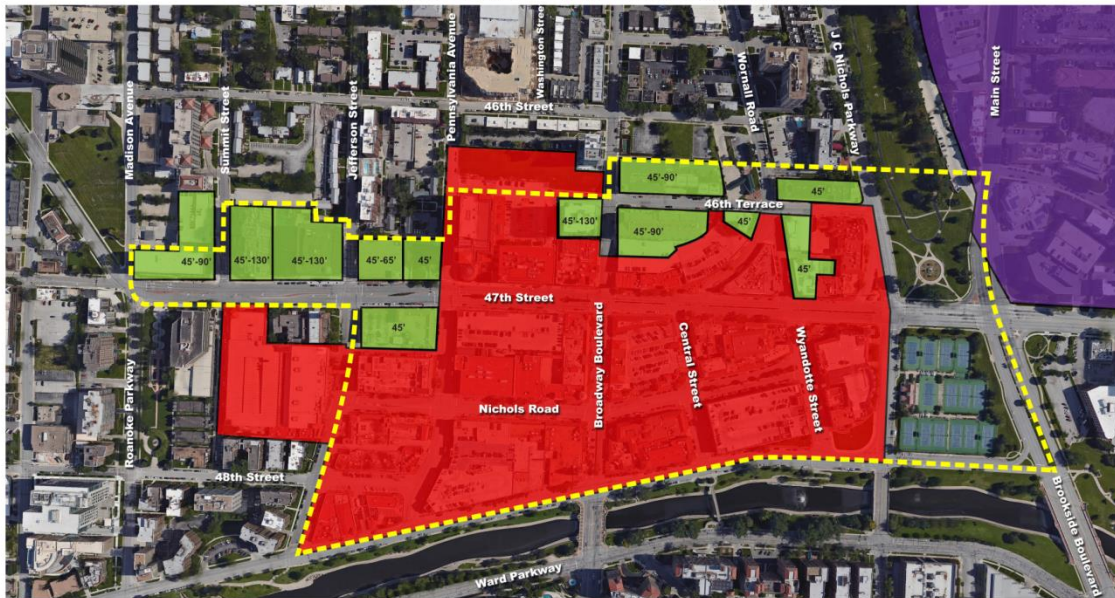 Madison Avenue
Summit Street
Jefferson Street
Pennsylvania Avenue
Washington Street
46th Street
Wornall Road
J C Nichols Parkway
Main Street
45'-90'
45'
46th Terrace
45'-130'
45'-90'
45'
45'-90'
45'-130'
45'-130'
45'-65'
45'
45'
47th Street
45'
Roanoke Parkway
Nichols Road
Broadway Boulevard
Central Street
Wyandotte Street
48th Street
Ward Parkway
Brookside Boulevard